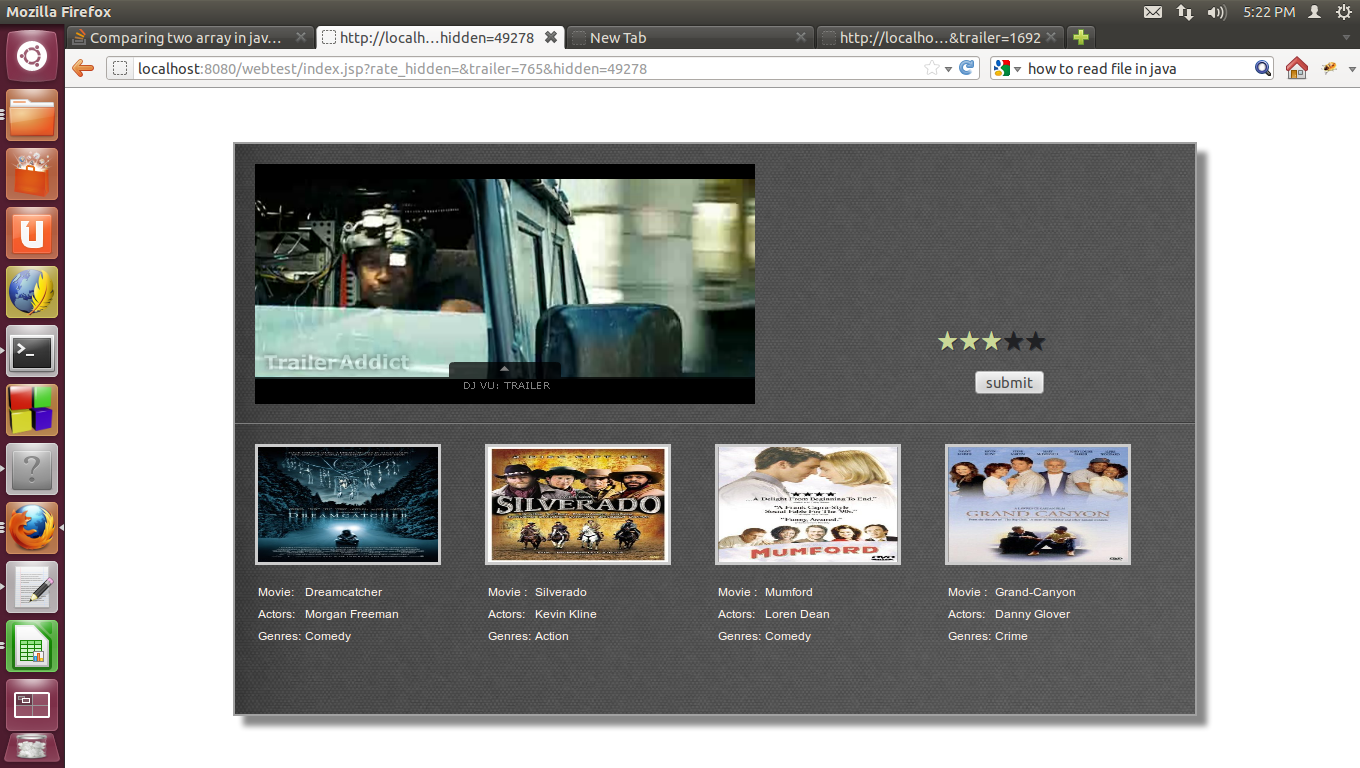 Mozilla Firefox
5:22 PM
Comparing two array in jav...
http://localh...hidden=49278
New Tab
http://localho...&trailer=1692
localhost:8080/webtest/index.jsp?rate_hidden=&trailer=765&hidden=49278
how to read file in java
TrailerAddict
DJ VU: TRAILER
submit
DREAMCATCHER
SILVERADO
...A Delight From Beginning To End."
"A Frank Capra-Style
Social Fable For The '90s."
"Funny, Assured."
MUMFORD
GRAND CANYON
Movie: Dreamcatcher
Actors: Morgan Freeman
Genres: Comedy
Movie : Silverado
Actors: Kevin Kline
Genres: Action
Movie : Mumford
Actors: Loren Dean
Genres: Comedy
Movie : Grand-Canyon
Actors: Danny Glover
Genres: Crime